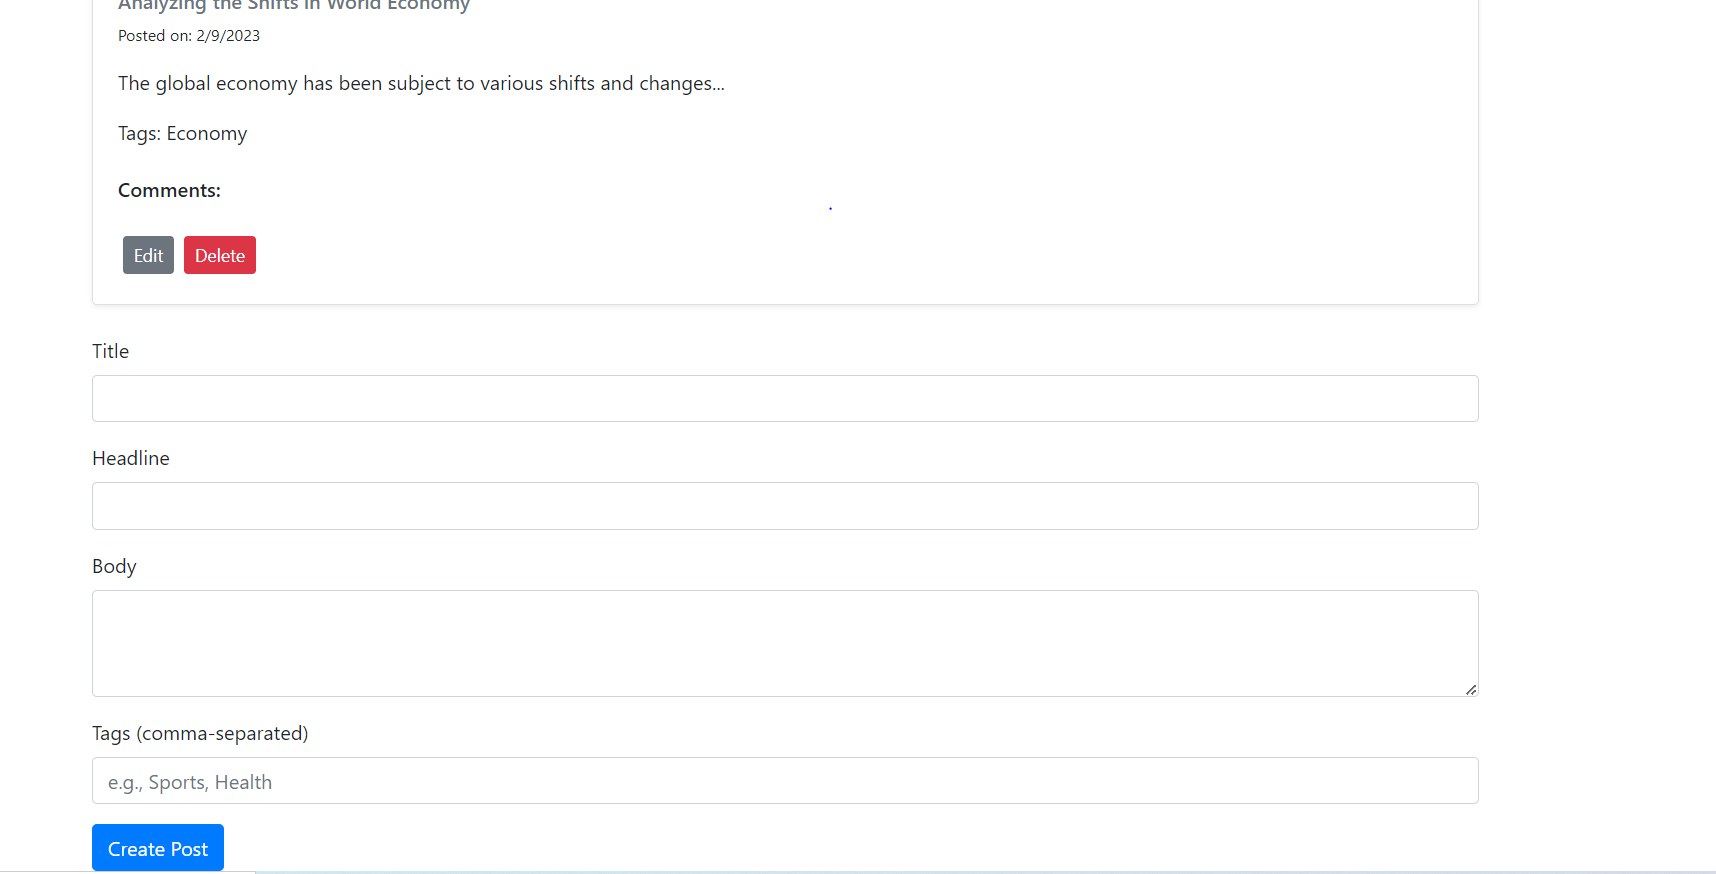 Analyzing the Shifts in World Economy
Posted on: 2/9/2023
The global economy has been subject to various shifts and changes...
Tags: Economy
Comments:
Edit Delete
Title
Headline
Body
Tags (comma-separated)
e.g., Sports, Health
Create Post